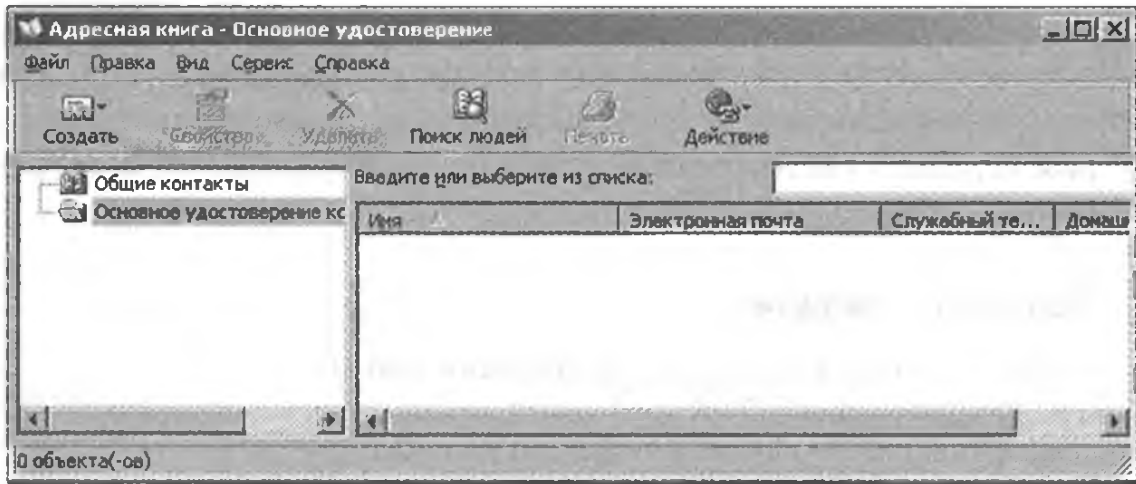 Адресная книга - Основное удостоверение
Файл Правка Вид Сервис Справка
Создать Свойства Удалить Поиск людей Печать Действие
Общие контакты
Основное удостоверение кс
Введите или выберите из списка:
Имя Электронная почта Служебный те... Домаш
0 объекта(-ов)